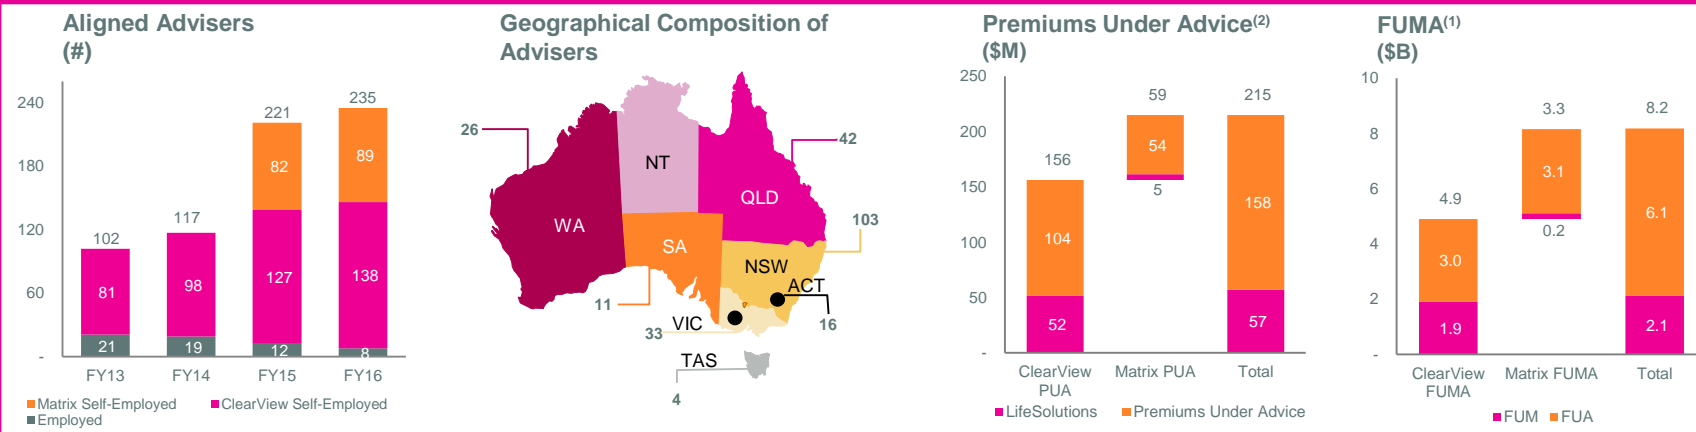 Aligned Advisers
(#)
240
180
120
60
-
102
81
21
117
98
19
221
82
127
12
235
89
138
8
FY13
FY14
FY15
FY16
Matrix Self-Employed
ClearView Self-Employed
Employed
Geographical Composition of
Advisers
26
42
103
11
33
16
4
WA
NT
QLD
SA
NSW
ACT
VIC
TAS
Premiums Under Advice(2)
($M)
250
200
150
100
50
-
156
104
52
59
54
5
215
158
57
ClearView
PUA
Matrix PUA
Total
LifeSolutions
Premiums Under Advice
FUMA(1)
($B)
10
8
6
4
2
-
4.9
3.0
1.9
3.3
3.1
0.2
8.2
6.1
2.1
ClearView
FUMA
Matrix FUMA
Total
FUM
FUA